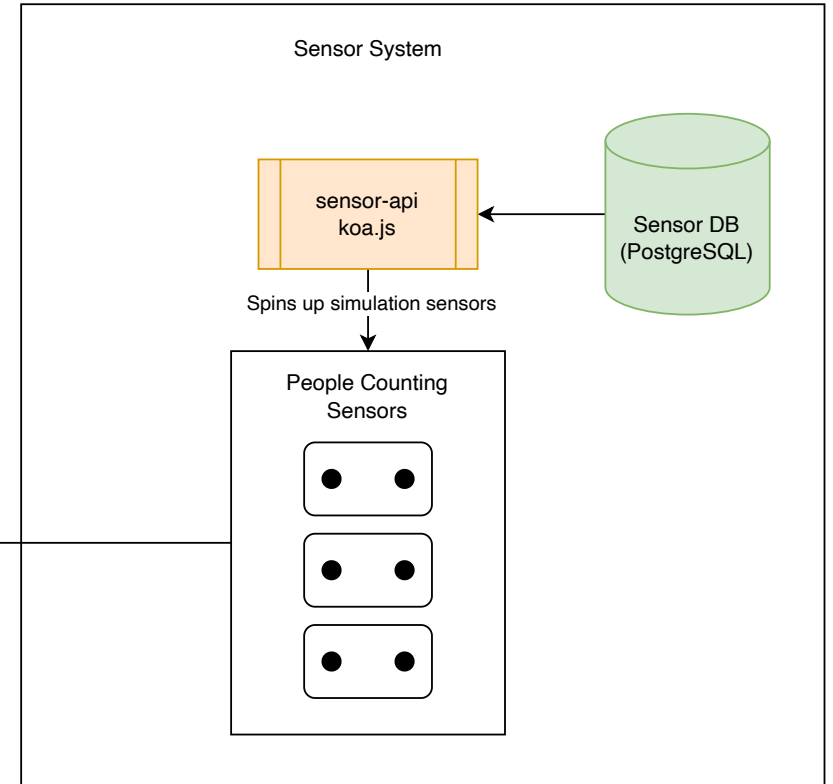 Sensor System
sensor-api
koa.js
Sensor DB
(PostgreSQL)
Spins up simulation sensors
People Counting
Sensors